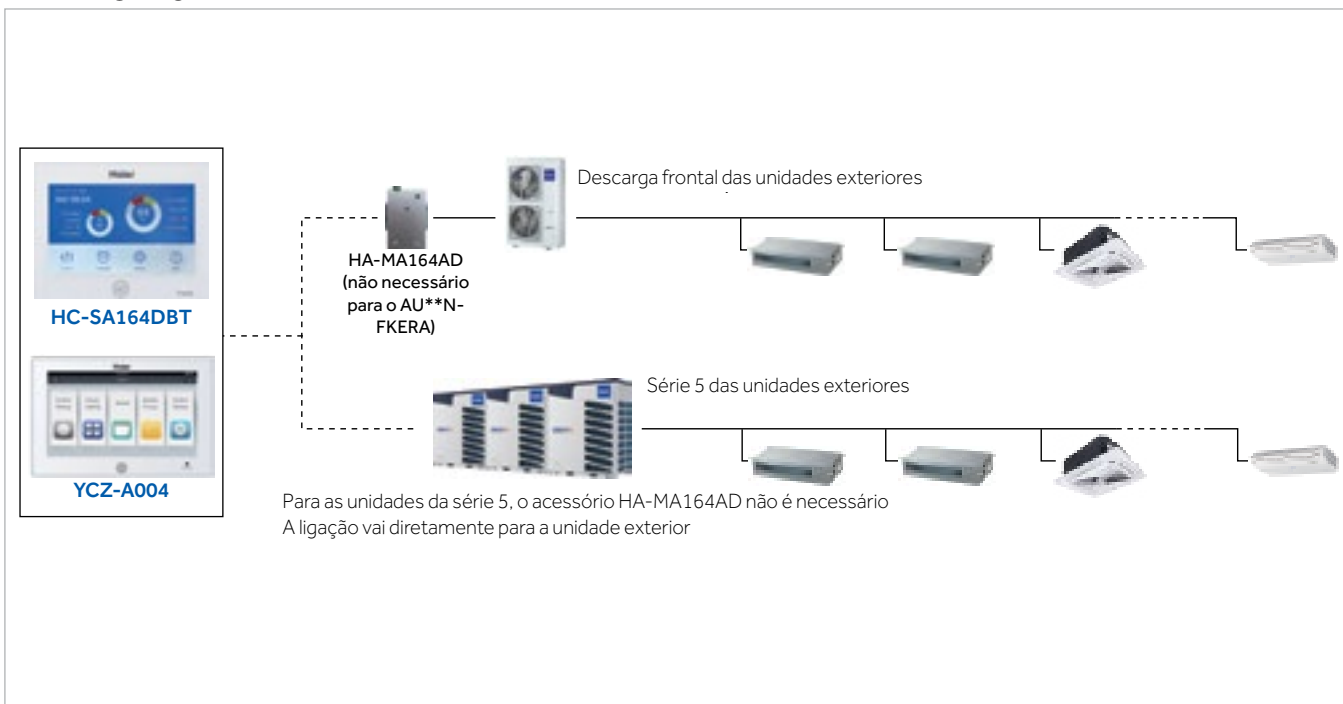 Haier
HC-SA164DBT
Haier
YCZ-A004
HA-MA164AD
(não necessário
para o AU**N-
FKERA)
Descarga frontal das unidades exteriores
Série 5 das unidades exteriores
Para as unidades da série 5, o acessório HA-MA164AD não é necessário
A ligação vai diretamente para a unidade exterior